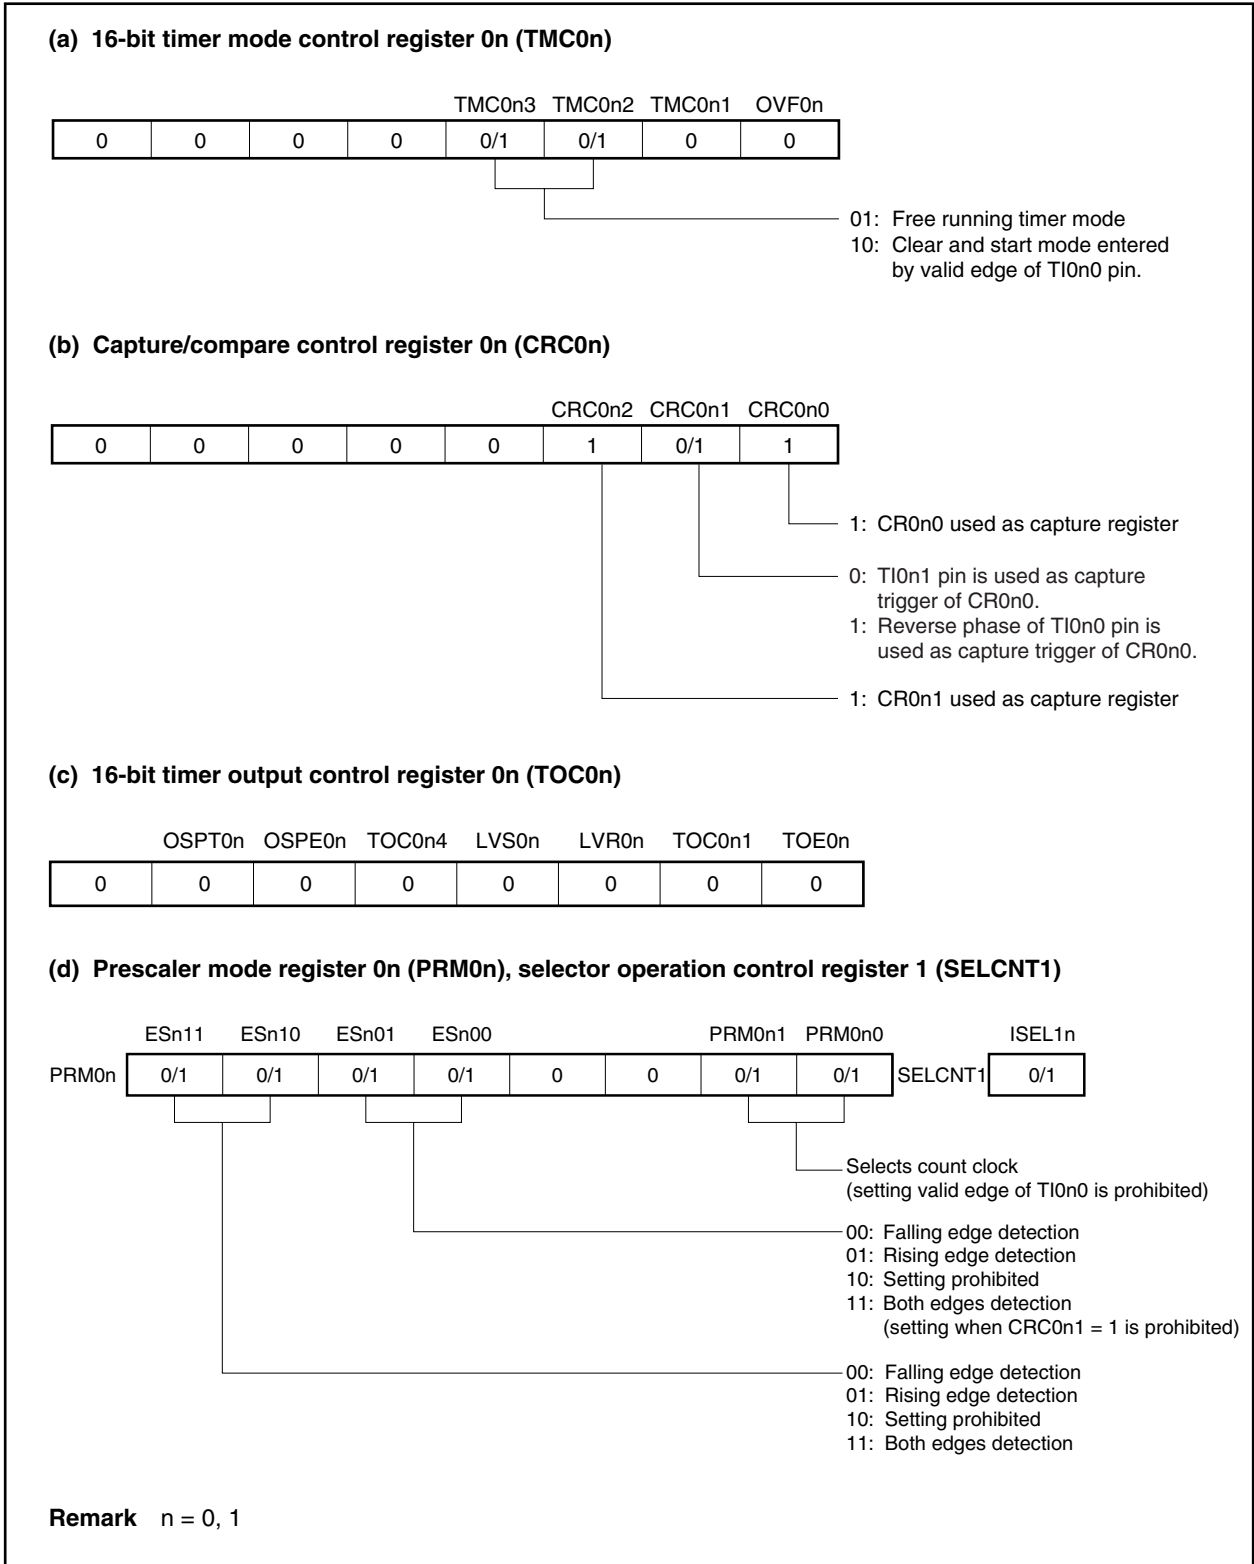 (a) 16-bit timer mode control register 0n (TMC0n)
TMC0n3 TMC0n2 TMC0n1 OVF0n
0 0 0 0 0/1 0/1 0 0
01: Free running timer mode
10: Clear and start mode entered
by valid edge of TI0n0 pin.
(b) Capture/compare control register 0n (CRC0n)
CRC0n2 CRC0n1 CRC0n0
0 0 0 0 0 1 0/1 1
1: CR0n0 used as capture register
0: TI0n1 pin is used as capture
trigger of CR0n0.
1: Reverse phase of TI0n0 pin is
used as capture trigger of CR0n0.
1: CR0n1 used as capture register
(c) 16-bit timer output control register 0n (TOC0n)
OSPT0n OSPE0n TOC0n4 LVS0n LVR0n TOC0n1 TOE0n
0 0 0 0 0 0 0 0
(d) Prescaler mode register 0n (PRM0n), selector operation control register 1 (SELCNT1)
ESn11 ESn10 ESn01 ESn00 PRM0n1 PRM0n0 ISEL1n
PRM0n 0/1 0/1 0/1 0/1 0 0 0/1 0/1 SELCNT1 0/1
Selects count clock
(setting valid edge of TI0n0 is prohibited)
00: Falling edge detection
01: Rising edge detection
10: Setting prohibited
11: Both edges detection
(setting when CRC0n1 = 1 is prohibited)
00: Falling edge detection
01: Rising edge detection
10: Setting prohibited
11: Both edges detection
Remark n = 0, 1